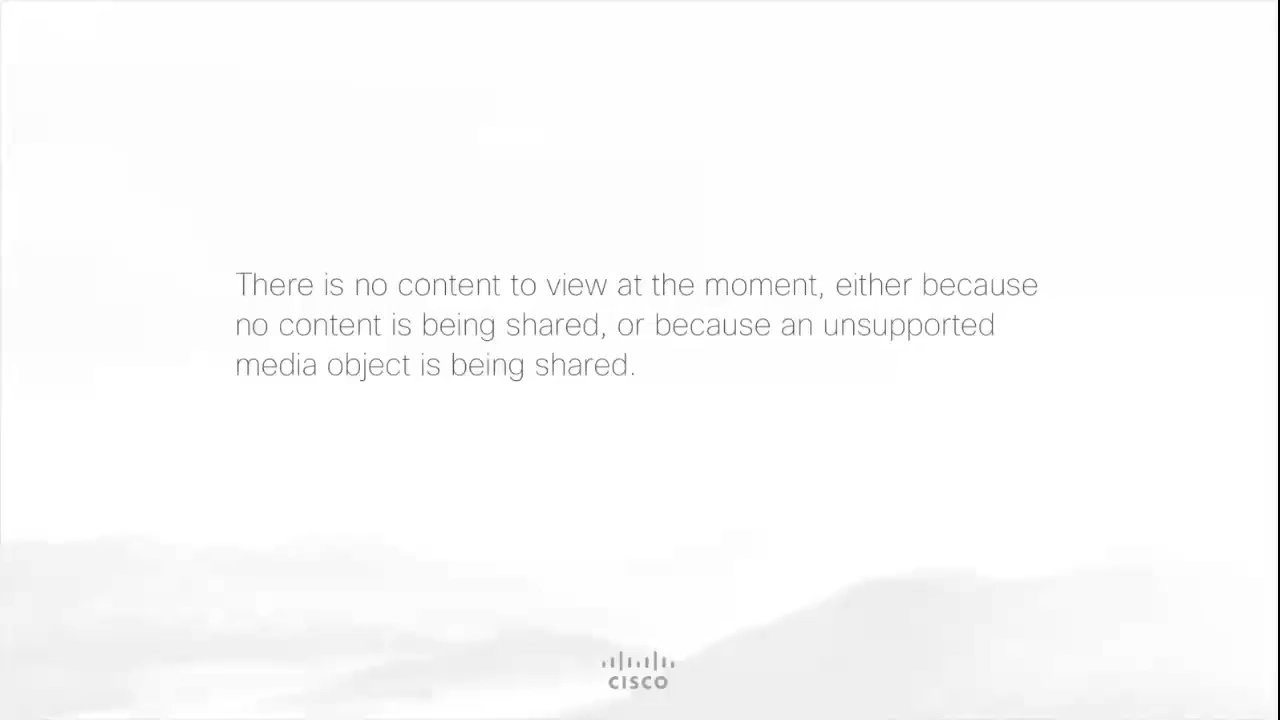 There is no content to view at the moment, either because
no content is being shared, or because an unsupported
media object is being shared.
CISCO